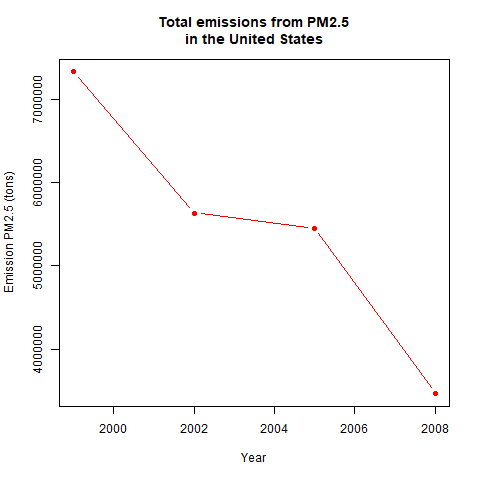 Total emissions from PM2.5
in the United States
Emission PM2.5 (tons)
7000000
6000000
5000000
4000000
2000 2002 2004 2006 2008
Year